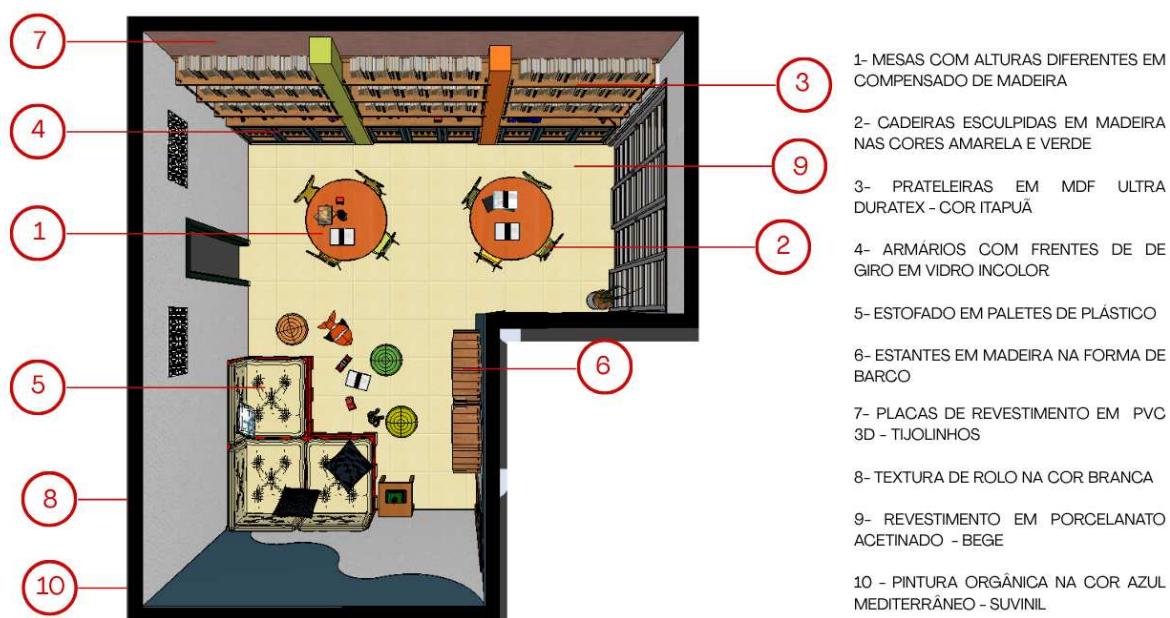 7
3
4
9
1
2
5
6
8
10
1- MESAS COM ALTURAS DIFERENTES EM
COMPENSADO DE MADEIRA
2- CADEIRAS ESCULPIDAS EM MADEIRA
NAS CORES AMARELA E VERDE
3- PRATELEIRAS EM MDF ULTRA
DURATEX - COR ITAPUÃ
4- ARMÁRIOS COM FRENTES DE DE
GIRO EM VIDRO INCOLOR
5- ESTOFADO EM PALETES DE PLÁSTICO
6- ESTANTES EM MADEIRA NA FORMA DE
BARCO
7- PLACAS DE REVESTIMENTO EM PVC
3D - TIJOLINHOS
8- TEXTURA DE ROLO NA COR BRANCA
9- REVESTIMENTO EM PORCELANATO
ACETINADO - BEGE
10 - PINTURA ORGÂNICA NA COR AZUL
MEDITERRÂNEO - SUVINIL